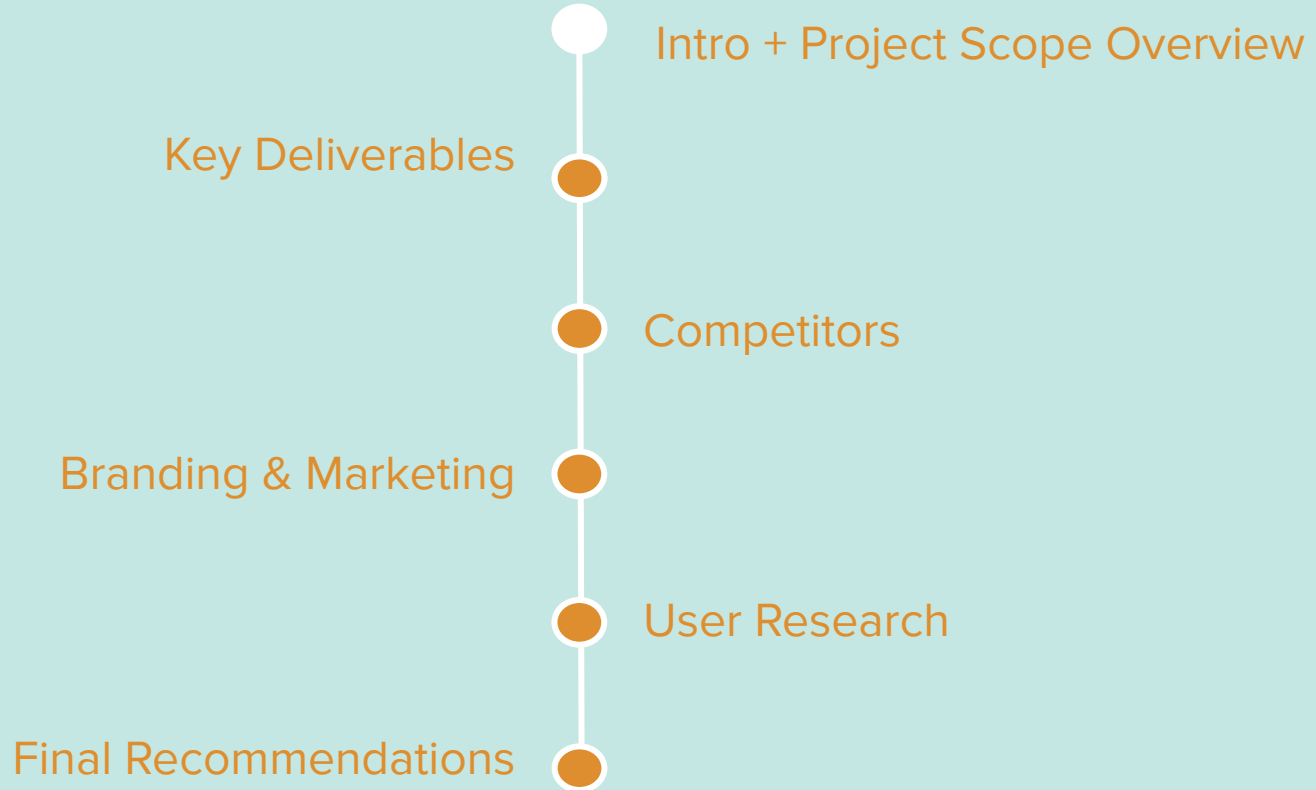 Intro + Project Scope Overview
Key Deliverables
Competitors
Branding & Marketing
User Research
Final Recommendations